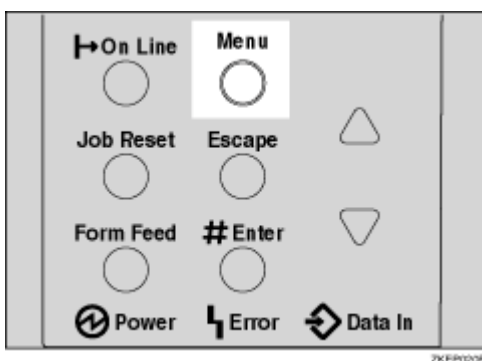 On Line Menu
Job Reset Escape
Form Feed # Enter
Power Error Data In